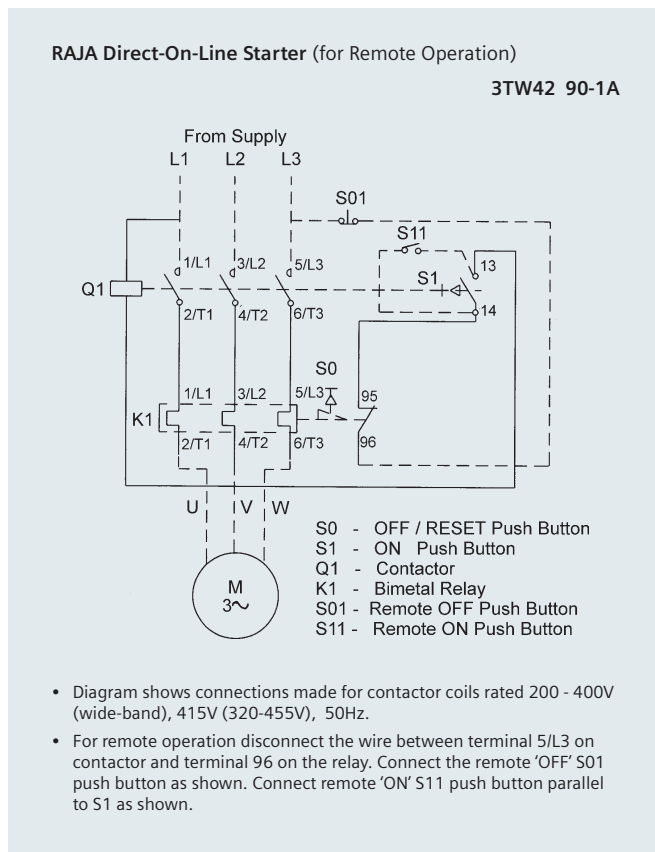 RAJA Direct-On-Line Starter (for Remote Operation)
3TW42 90-1A
From Supply
L1 L2 L3
S01
S11
1/L1 3/L2 5/L3
S1
13
Q1
14
2/T1 4/T2 6/T3
S0
1/L1 3/L2 5/L3
95
K1
2/T1 4/T2 6/T3
96
U V W
M
3~
S0 - OFF / RESET Push Button
S1 - ON Push Button
Q1 - Contactor
K1 - Bimetal Relay
S01 - Remote OFF Push Button
S11 - Remote ON Push Button
• Diagram shows connections made for contactor coils rated 200 - 400V
(wide-band), 415V (320-455V), 50Hz.
• For remote operation disconnect the wire between terminal 5/L3 on
contactor and terminal 96 on the relay. Connect the remote ‘OFF’ S01
push button as shown. Connect remote ‘ON’ S11 push button parallel
to S1 as shown.